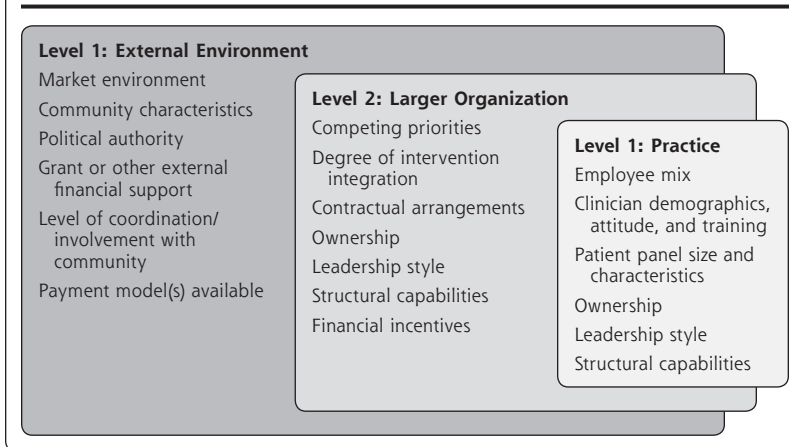 Level 1: External Environment
Market environment
Community characteristics
Political authority
Grant or other external
financial support
Level of coordination/
involvement with
community
Payment model(s) available
Level 2: Larger Organization
Competing priorities
Degree of intervention
integration
Contractual arrangements
Ownership
Leadership style
Structural capabilities
Financial incentives
Level 1: Practice
Employee mix
Clinician demographics,
attitude, and training
Patient panel size and
characteristics
Ownership
Leadership style
Structural capabilities